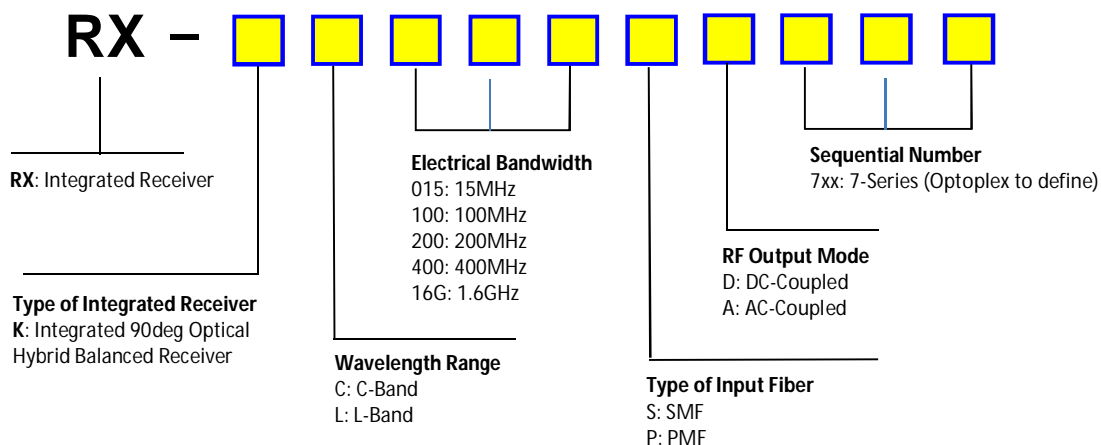 RX –
RX: Integrated Receiver
Type of Integrated Receiver
K: Integrated 90deg Optical
Hybrid Balanced Receiver
Wavelength Range
C: C-Band
L: L-Band
Electrical Bandwidth
015: 15MHz
100: 100MHz
200: 200MHz
400: 400MHz
16G: 1.6GHz
Type of Input Fiber
S: SMF
P: PMF
RF Output Mode
D: DC-Coupled
A: AC-Coupled
Sequential Number
7xx: 7-Series (Optoplex to define)